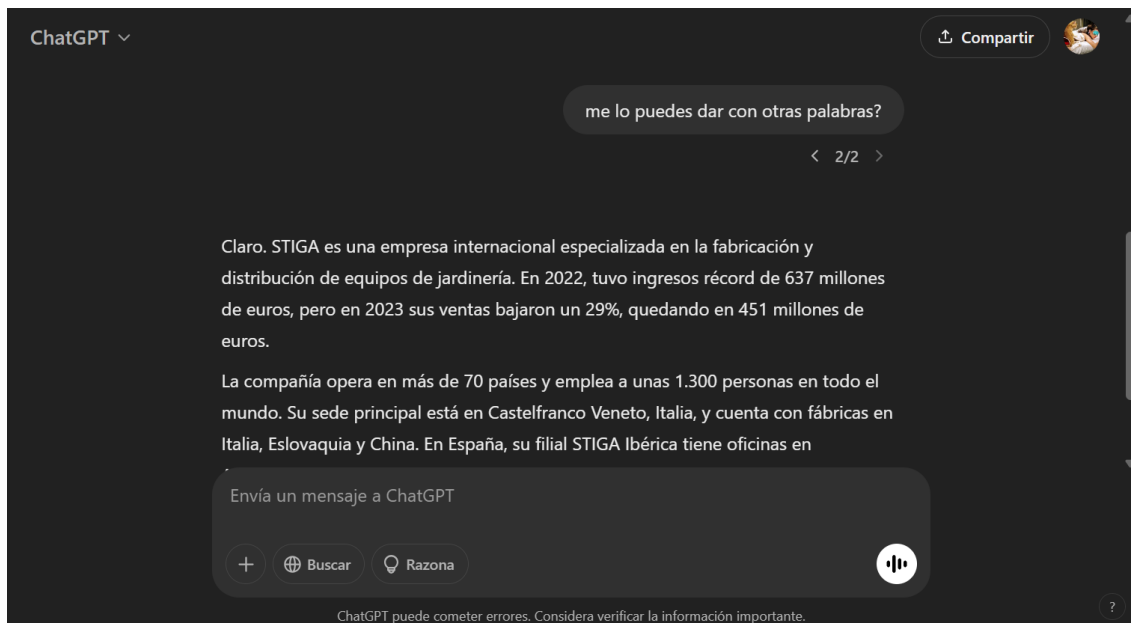 ChatGPT
Compartir
me lo puedes dar con otras palabras?
2/2
Claro. STIGA es una empresa internacional especializada en la fabricación y
distribución de equipos de jardinería. En 2022, tuvo ingresos récord de 637 millones
de euros, pero en 2023 sus ventas bajaron un 29%, quedando en 451 millones de
euros.
La compañía opera en más de 70 países y emplea a unas 1.300 personas en todo el
mundo. Su sede principal está en Castelfranco Veneto, Italia, y cuenta con fábricas en
Italia, Eslovaquia y China. En España, su filial STIGA Ibérica tiene oficinas en
Envía un mensaje a ChatGPT
Buscar
Razona
ChatGPT puede cometer errores. Considera verificar la información importante.
?